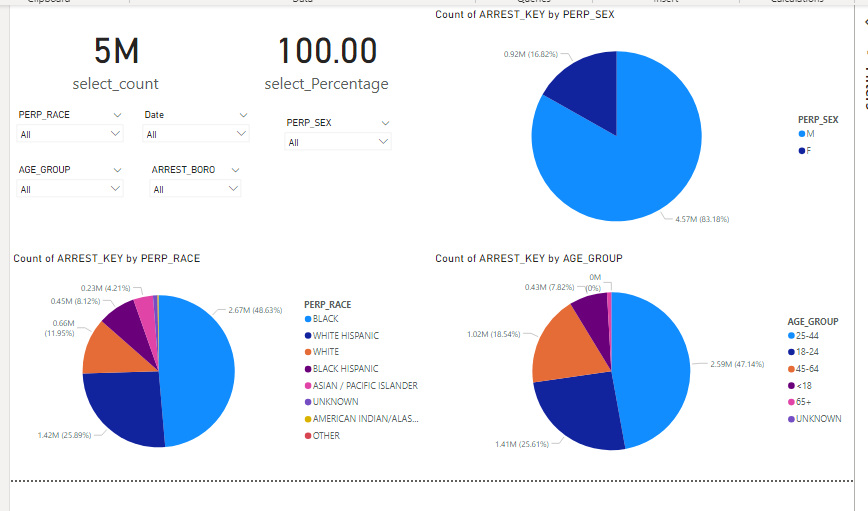 Clipboard Data Queries Insert Calculations
Count of ARREST_KEY by PERP_SEX
5M
select_count
100.00
select_Percentage
PERP_RACE
All
Date
All
PERP_SEX
All
AGE_GROUP
All
ARREST_BORO
All
0.92M (16.82%)
4.57M (83.18%)
PERP_SEX
M
F
Count of ARREST_KEY by PERP_RACE
0.23M (4.21%)
0.45M (8.12%)
0.66M
(11.95%)
1.42M (25.89%)
2.67M (48.63%)
PERP_RACE
BLACK
WHITE HISPANIC
WHITE
BLACK HISPANIC
ASIAN / PACIFIC ISLANDER
UNKNOWN
AMERICAN INDIAN/ALAS...
OTHER
Count of ARREST_KEY by AGE_GROUP
0M
(0%)
0.43M (7.82%)
1.02M (18.54%)
1.41M (25.61%)
2.59M (47.14%)
AGE_GROUP
25-44
18-24
45-64
<18
65+
UNKNOWN